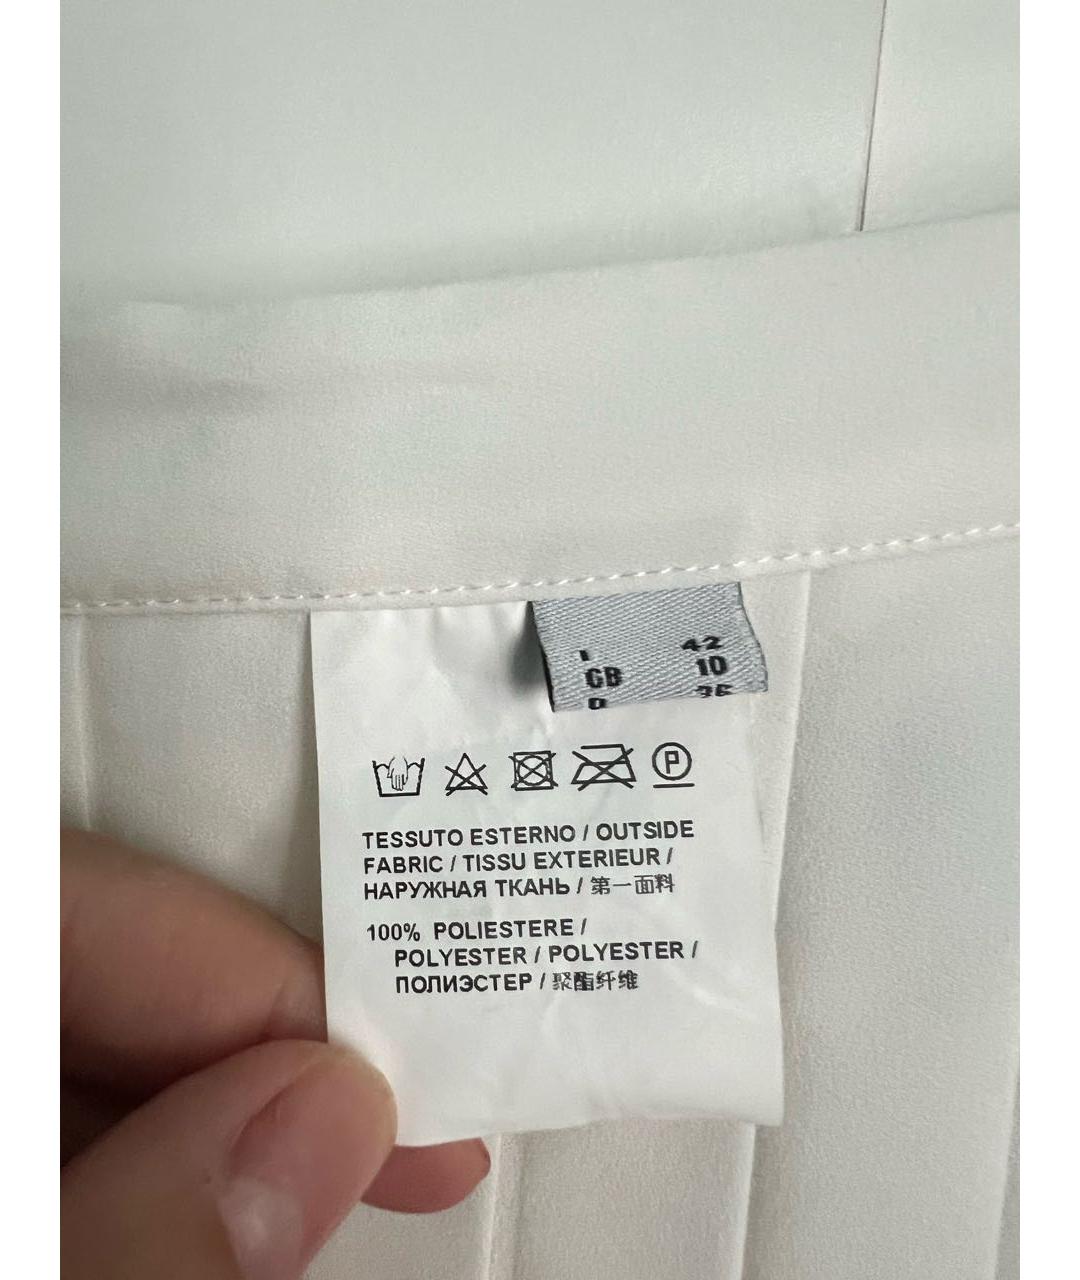 I 42
GB 10
D 36
TESSUTO ESTERNO / OUTSIDE
FABRIC / TISSU EXTERIEUR /
НАРУЖНАЯ ТКАНЬ / 第一面料
100% POLIESTERE /
POLYESTER / POLYESTER /
ПОЛИЭСТЕР / 聚酯纤维